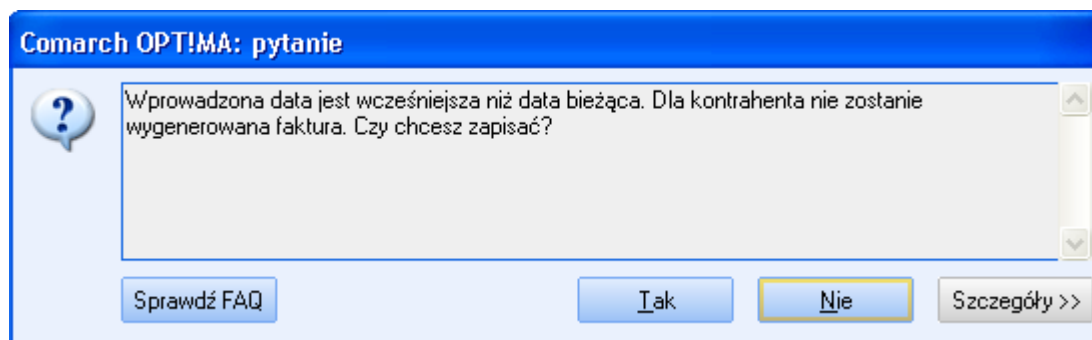 Comarch OPT!MA: pytanie
Wprowadzona data jest wcześniejsza niż data bieżąca. Dla kontrahenta nie zostanie
wygenerowana faktura. Czy chcesz zapisać?
Sprawdź FAQ
Tak
Nie
Szczegóły >>